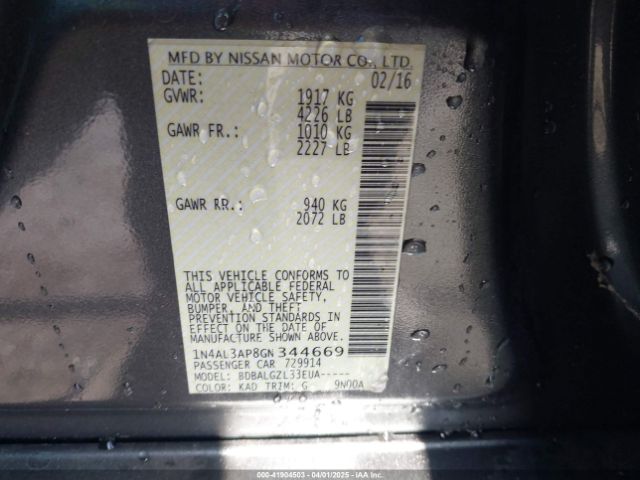 MFD BY NISSAN MOTOR CO., LTD.
DATE: 02/16
GVWR: 1917 KG
4226 LB
GAWR FR.: 1010 KG
2227 LB
GAWR RR.: 940 KG
2072 LB
THIS VEHICLE CONFORMS TO
ALL APPLICABLE FEDERAL
MOTOR VEHICLE SAFETY,
BUMPER, AND THEFT
PREVENTION STANDARDS IN
EFFECT ON THE DATE OF
MANUFACTURE SHOWN ABOVE.
1N4AL3AP8GN344669
PASSENGER CAR 729914
MODEL: BDBALGZL33EUA-----
COLOR: KAD TRIM: G 9N00A
000-41904503 - 04/01/2025 - IAA Inc.